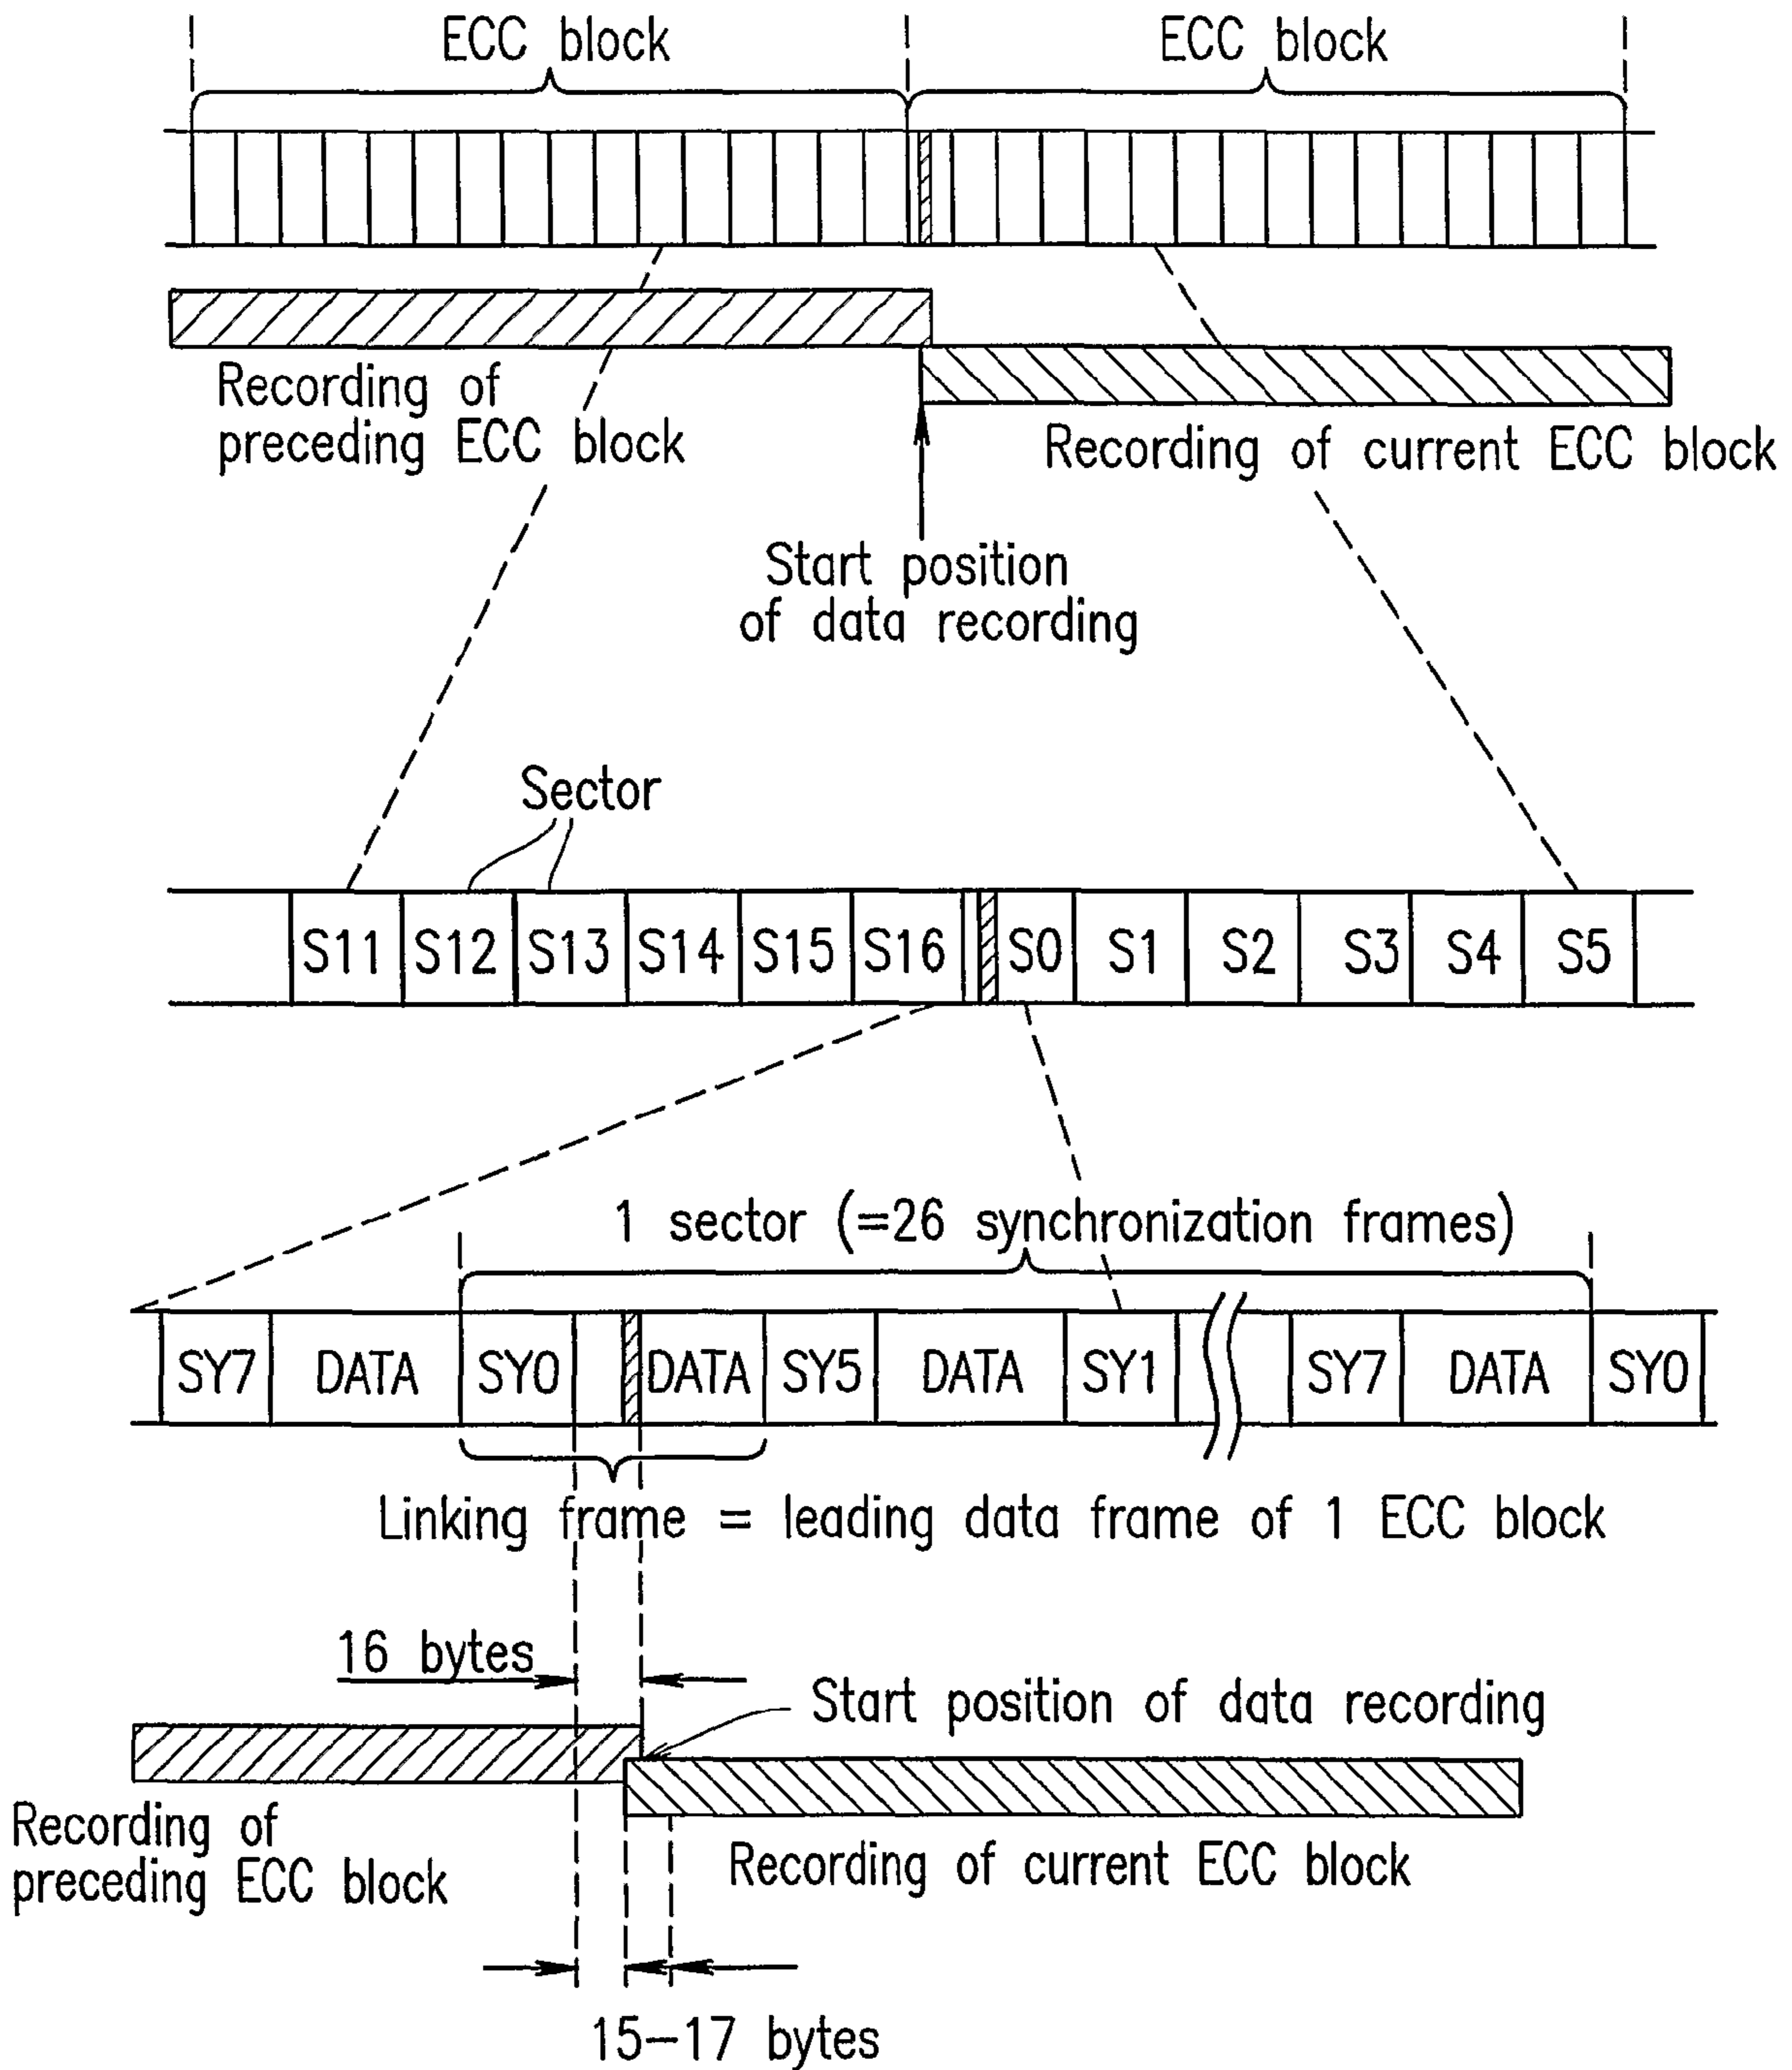 ECC block ECC block
Recording of
preceding ECC block
Recording of current ECC block
Start position
of data recording
Sector
S11 S12 S13 S14 S15 S16 S0 S1 S2 S3 S4 S5
1 sector (=26 synchronization frames)
SY7 DATA SY0 DATA SY5 DATA SY1 SY7 DATA SY0
Linking frame = leading data frame of 1 ECC block
16 bytes
Start position of data recording
Recording of
preceding ECC block
Recording of current ECC block
15-17 bytes